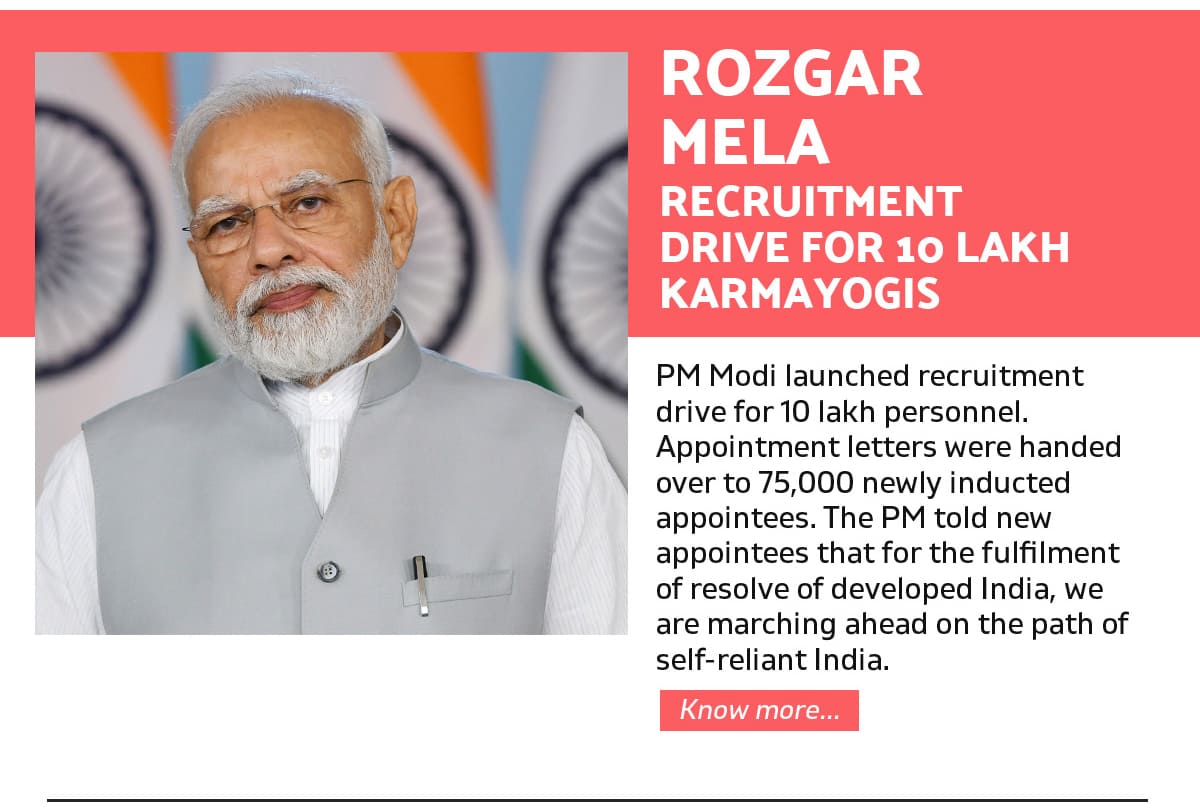 ROZGAR
MELA
RECRUITMENT
DRIVE FOR 10 LAKH
KARMAYOGIS
PM Modi launched recruitment
drive for 10 lakh personnel.
Appointment letters were handed
over to 75,000 newly inducted
appointees. The PM told new
appointees that for the fulfilment
of resolve of developed India, we
are marching ahead on the path of
self-reliant India.
Know more...